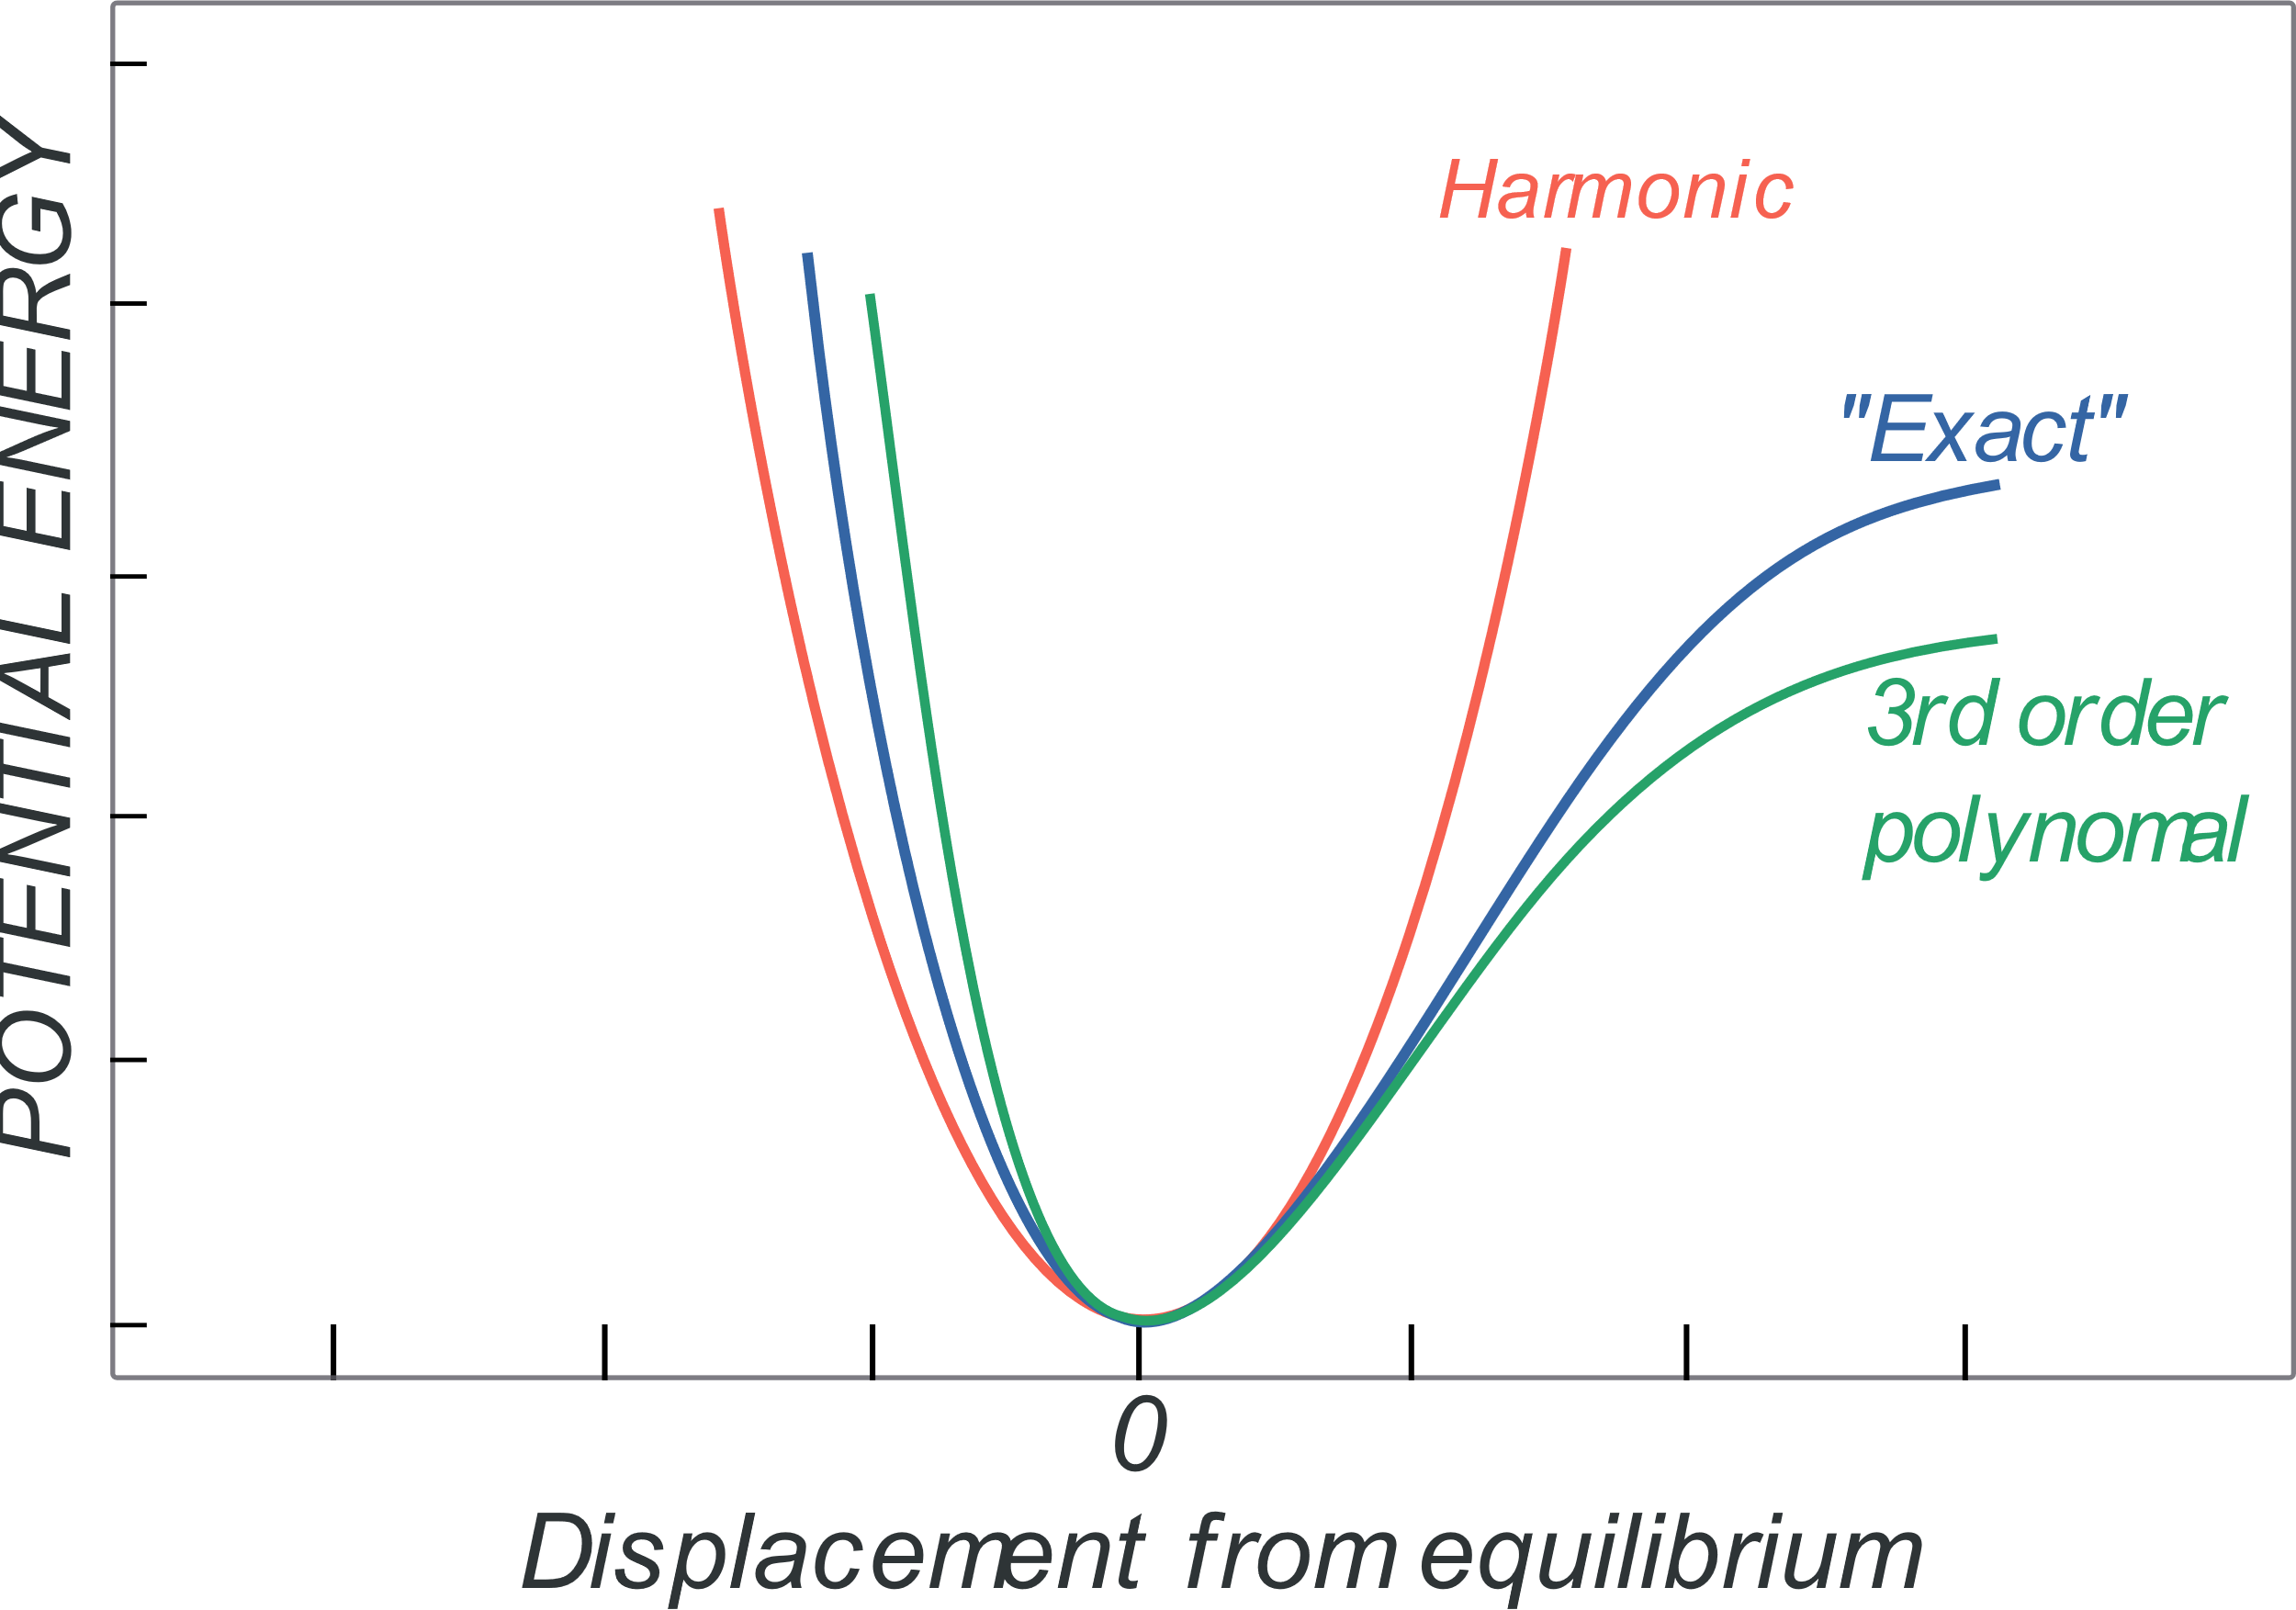 POTENTIAL ENERGY
Harmonic
"Exact"
3rd order
polynomal
0
Displacement from equilibrium